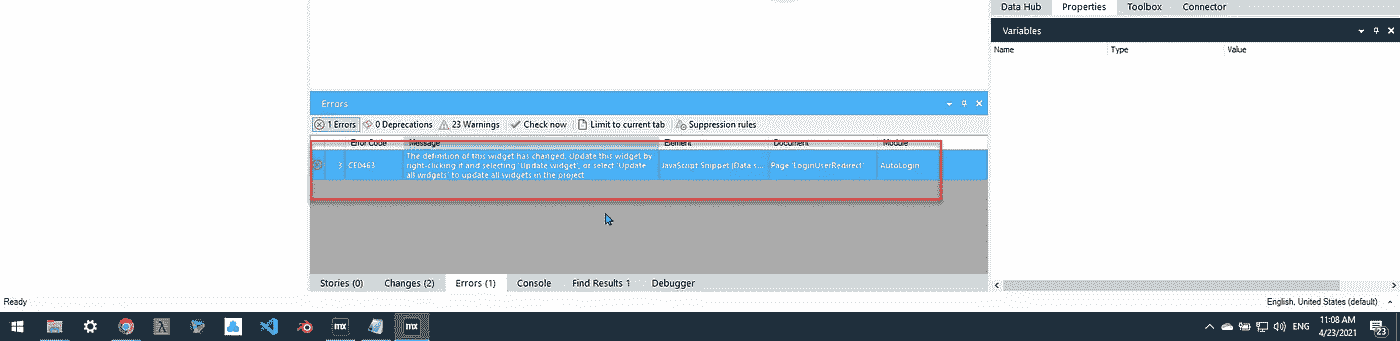 Data Hub Properties Toolbox Connector
Variables
Name Type Value
Errors
1 Errors 0 Deprecations 23 Warnings Check now Limit to current tab Suppression rules
Error Code Message Element Document Module
3 CE0463 The definition of this widget has changed. Update this widget by JavaScript Snippet (Data s... Page 'LoginUserRedirect' AutoLogin
right-clicking it and selecting 'Update widget', or select 'Update
all widgets' to update all widgets in the project
Stories (0) Changes (2) Errors (1) Console Find Results 1 Debugger
Ready English, United States (default)
mx mx ENG 11:08 AM
4/23/2021 23